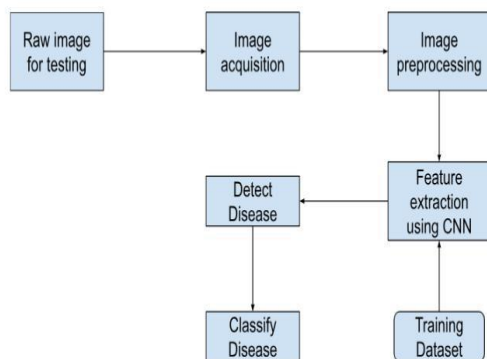 Raw image
for testing
Image
acquisition
Image
preprocessing
Feature
extraction
using CNN
Detect
Disease
Classify
Disease
Training
Dataset